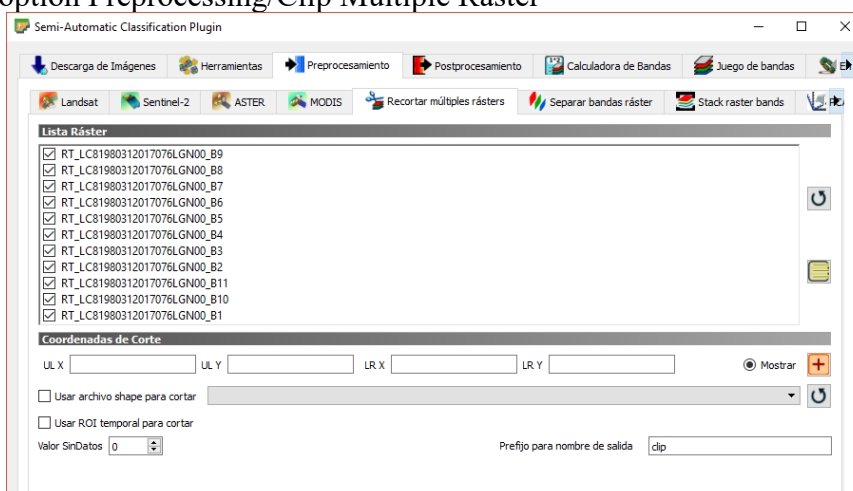 option Preprocessing/Clip Multiple Raster
Semi-Automatic Classification Plugin
Descarga de Imágenes Herramientas Preprocesamiento Postprocesamiento Calculadora de Bandas Juego de bandas
Landsat Sentinel-2 ASTER MODIS Recortar múltiples rásters Separar bandas ráster Stack raster bands
Lista Ráster
RT_LC81980312017076LGN00_B9
RT_LC81980312017076LGN00_B8
RT_LC81980312017076LGN00_B7
RT_LC81980312017076LGN00_B6
RT_LC81980312017076LGN00_B5
RT_LC81980312017076LGN00_B4
RT_LC81980312017076LGN00_B3
RT_LC81980312017076LGN00_B2
RT_LC81980312017076LGN00_B11
RT_LC81980312017076LGN00_B10
RT_LC81980312017076LGN00_B1
Coordenadas de Corte
UL X UL Y LR X LR Y Mostrar
Usar archivo shape para cortar
Usar ROI temporal para cortar
Valor SinDatos 0 Prefijo para nombre de salida clip